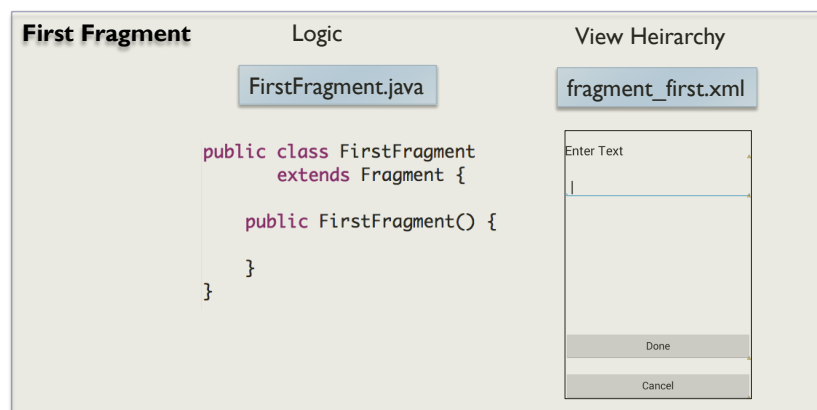 First Fragment
Logic
View Heirarchy
FirstFragment.java
fragment_first.xml
public class FirstFragment
extends Fragment {
public FirstFragment() {
}
}
Enter Text
Done
Cancel